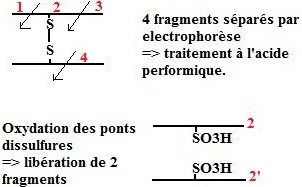 1 2 3
4 fragments séparés par
electrophorèse
=> traitement à l'acide
performique.
S
S
4
Oxydation des ponts
dissulfures
=> libération de 2
fragments
2
SO3H
SO3H
2'